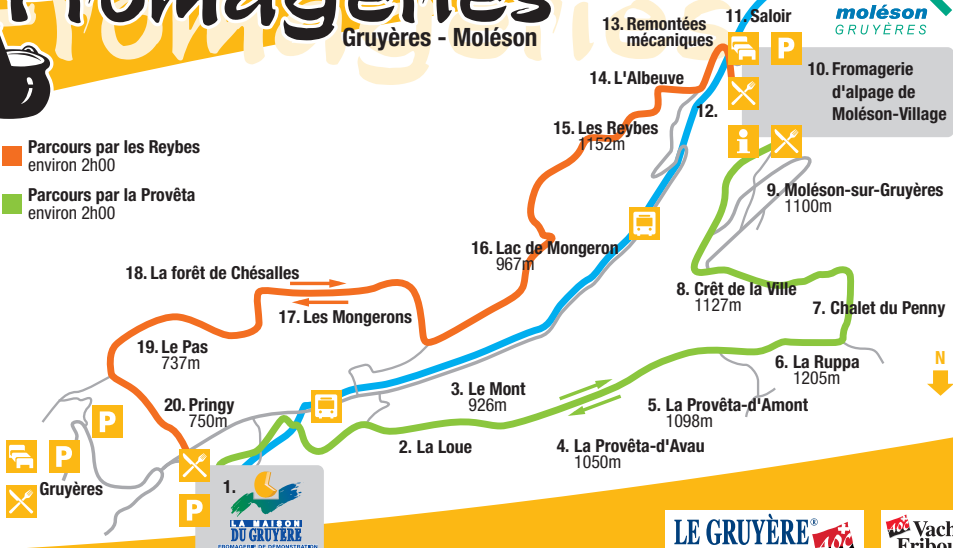 Fromageries
Gruyères - Moléson
moléson
GRUYÈRES
Parcours par les Reybes
environ 2h00
Parcours par la Provêta
environ 2h00
11. Saloir
P
13. Remontées
mécaniques
10. Fromagerie
d'alpage de
Moléson-Village
14. L'Albeuve
12.
15. Les Reybes
1152m
i
9. Moléson-sur-Gruyères
1100m
16. Lac de Mongeron
967m
18. La forêt de Chésalles
17. Les Mongerons
8. Crêt de la Ville
1127m
7. Chalet du Penny
19. Le Pas
737m
6. La Ruppa
1205m
N
3. Le Mont
926m
5. La Provêta-d'Amont
1098m
20. Pringy
750m
2. La Loue
4. La Provêta-d'Avau
1050m
P
P
Gruyères
P
1.
LA MAISON
DU GRUYÈRE
FROMAGERIE DE DÉMONSTRATION
LE GRUYÈRE®
AOC
AOC